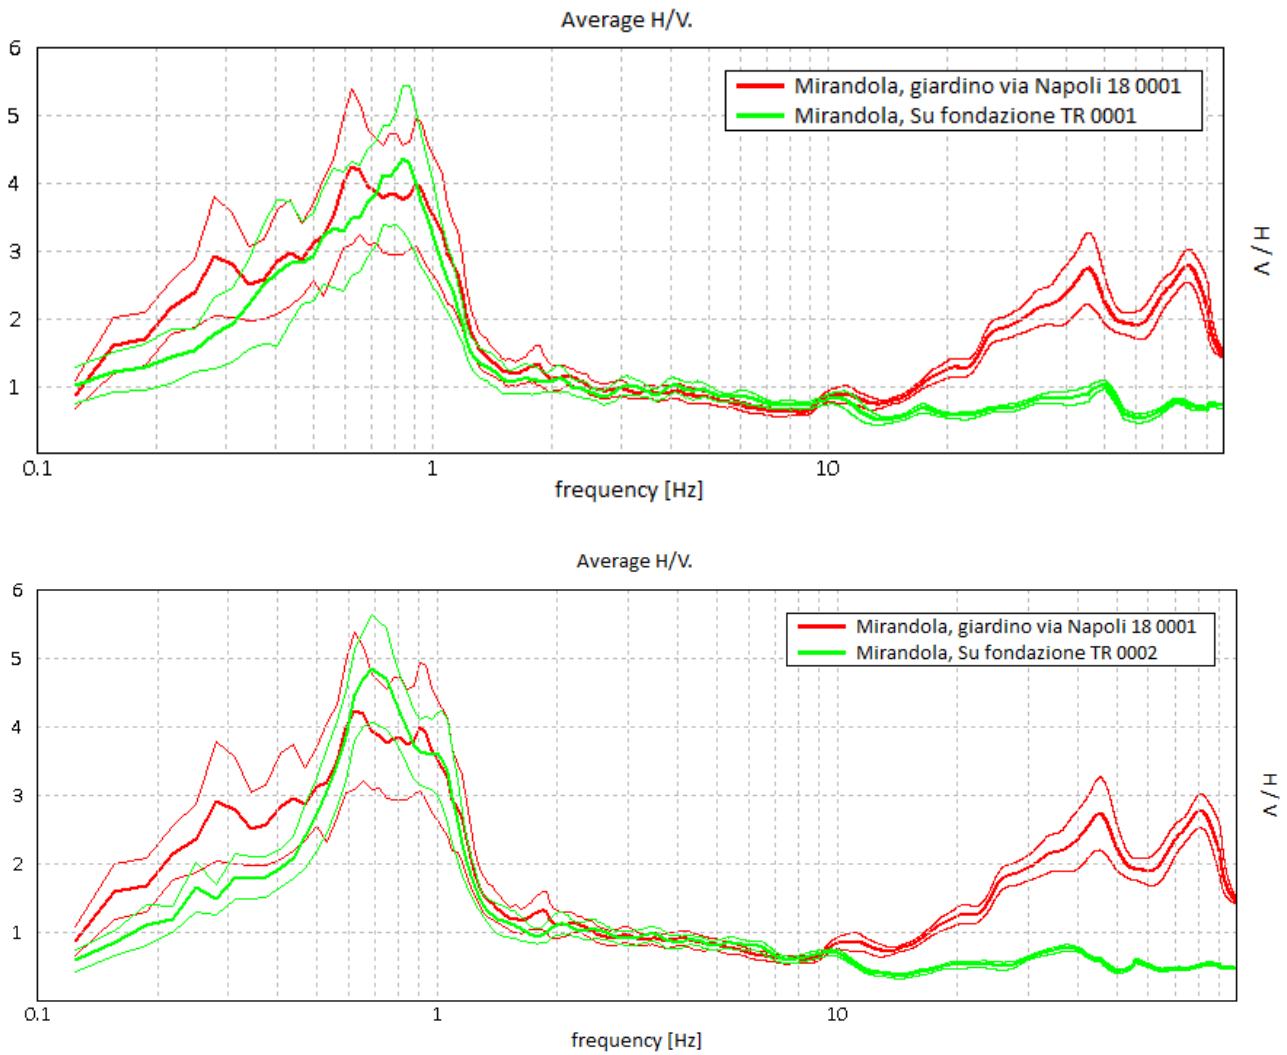 Average H/V.
6
Mirandola, giardino via Napoli 18 0001
5
Mirandola, Su fondazione TR 0001
4
3
H / V
2
1
0.1
1
10
frequency [Hz]
Average H/V.
6
Mirandola, giardino via Napoli 18 0001
Mirandola, Su fondazione TR 0002
5
4
3
H / V
2
1
0.1
1
10
frequency [Hz]